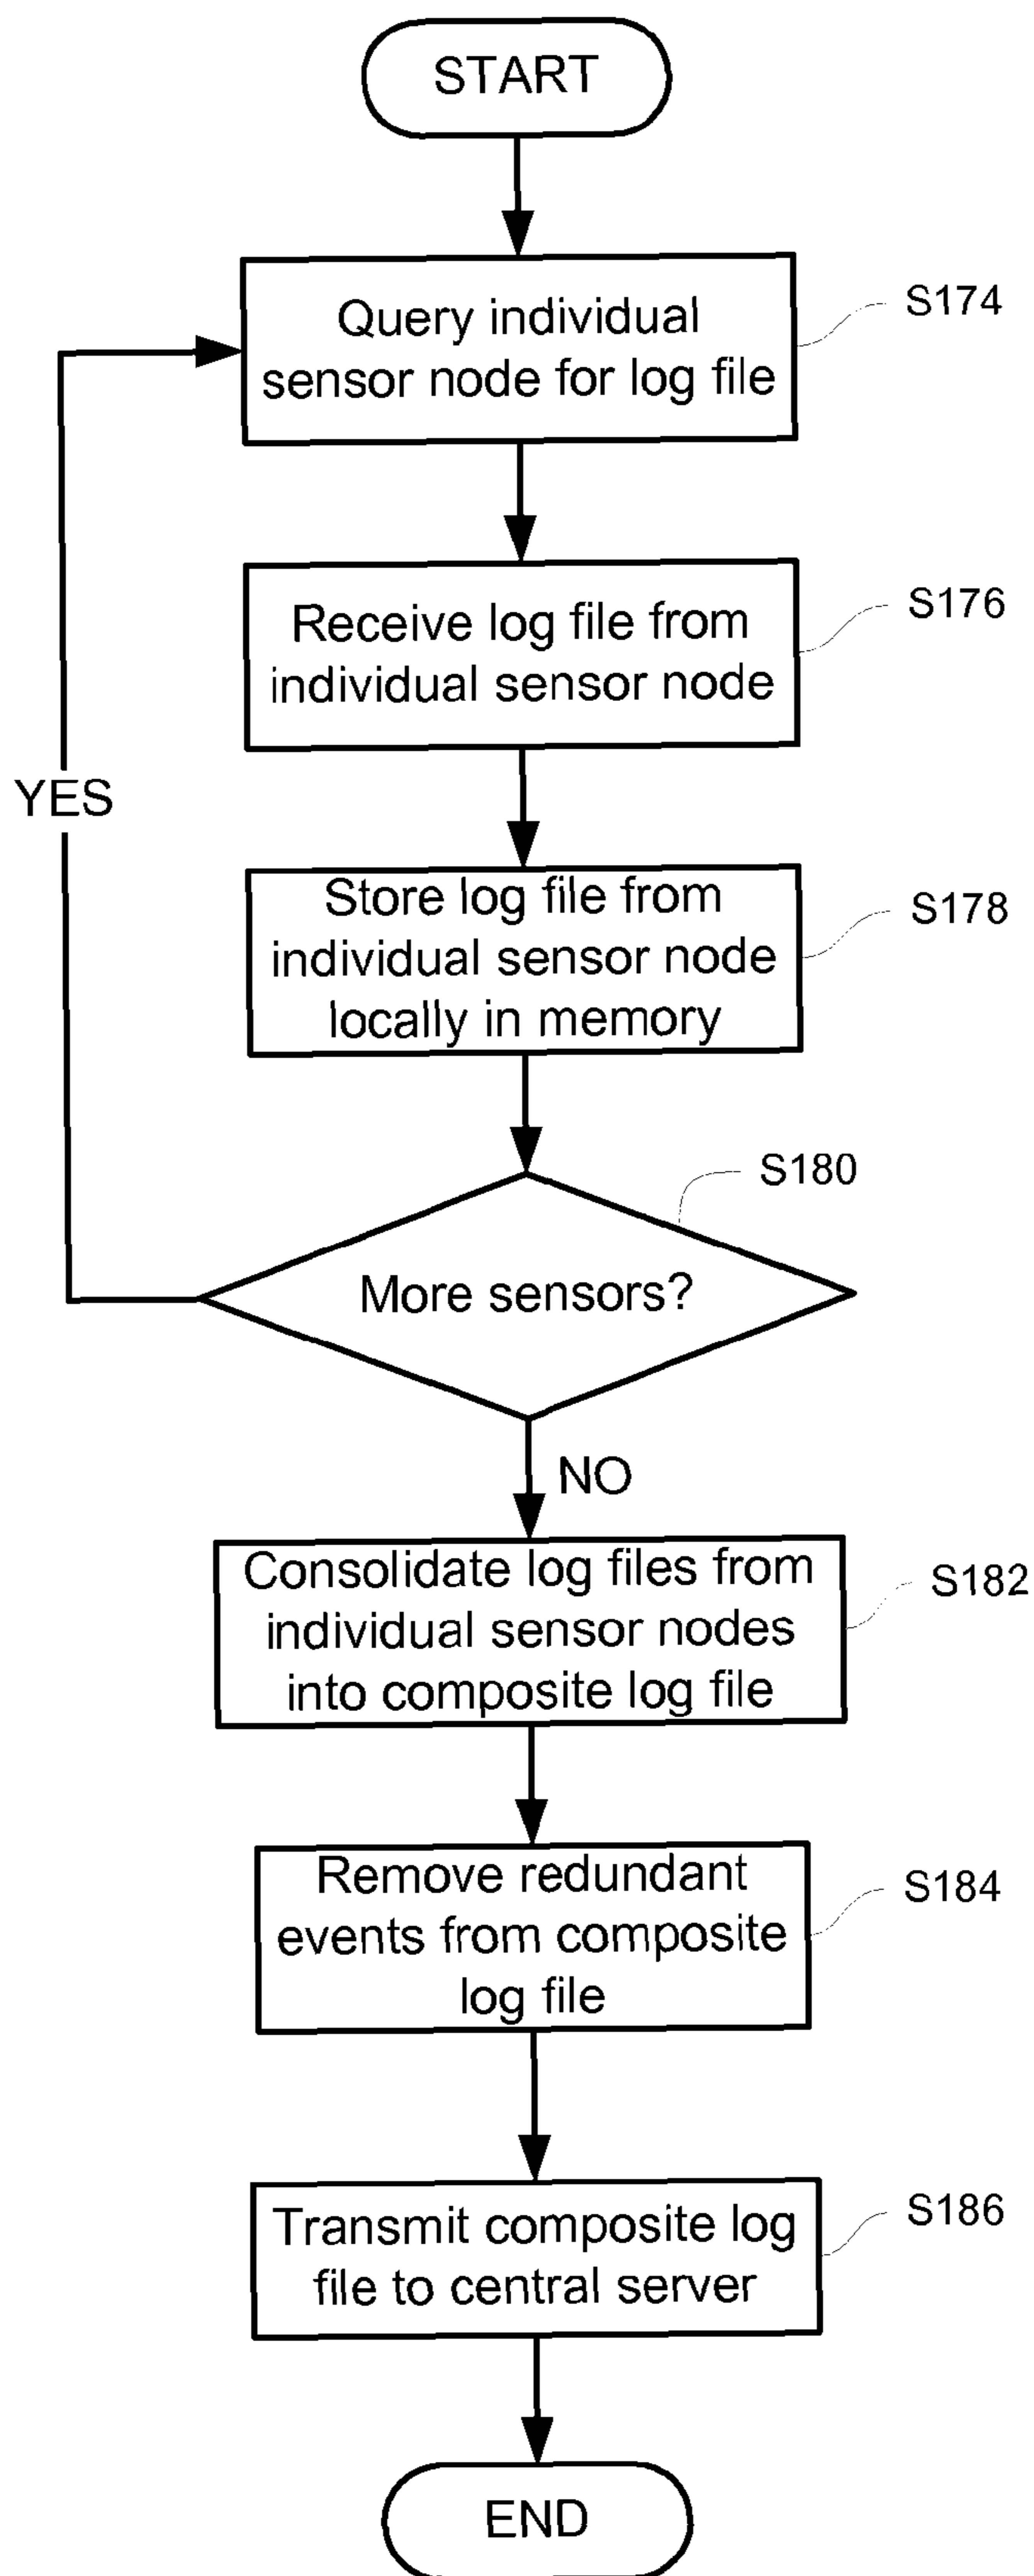 START
Query individual
sensor node for log file
S174
Receive log file from
individual sensor node
S176
YES
Store log file from
individual sensor node
locally in memory
S178
S180
More sensors?
NO
Consolidate log files from
individual sensor nodes
into composite log file
S182
Remove redundant
events from composite
log file
S184
Transmit composite log
file to central server
S186
END